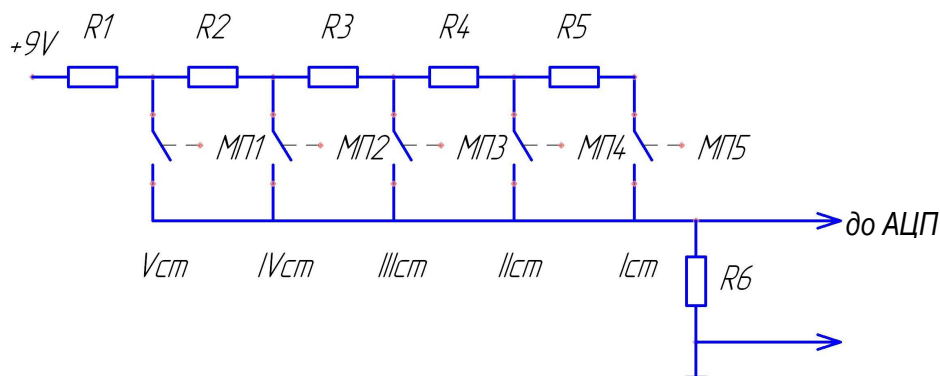 R1 R2 R3 R4 R5
+9V
МП1 МП2 МП3 МП4 МП5
до АЦП
Vст IVст IIIст IIст Iст
R6